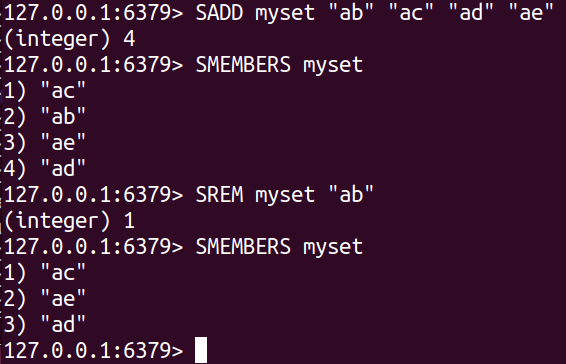 127.0.0.1:6379> SADD myset "ab" "ac" "ad" "ae"
(integer) 4
127.0.0.1:6379> SMEMBERS myset
1) "ac"
2) "ab"
3) "ae"
4) "ad"
127.0.0.1:6379> SREM myset "ab"
(integer) 1
127.0.0.1:6379> SMEMBERS myset
1) "ac"
2) "ae"
3) "ad"
127.0.0.1:6379>